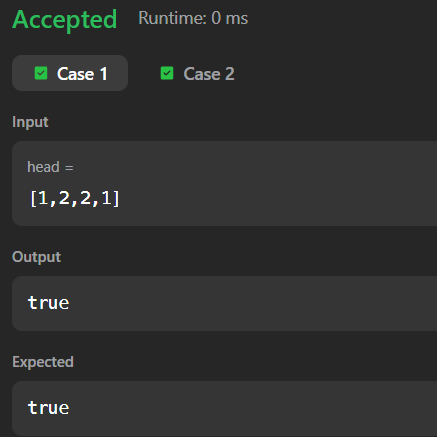 Accepted Runtime: 0 ms
Case 1 Case 2
Input
head =
[1,2,2,1]
Output
true
Expected
true